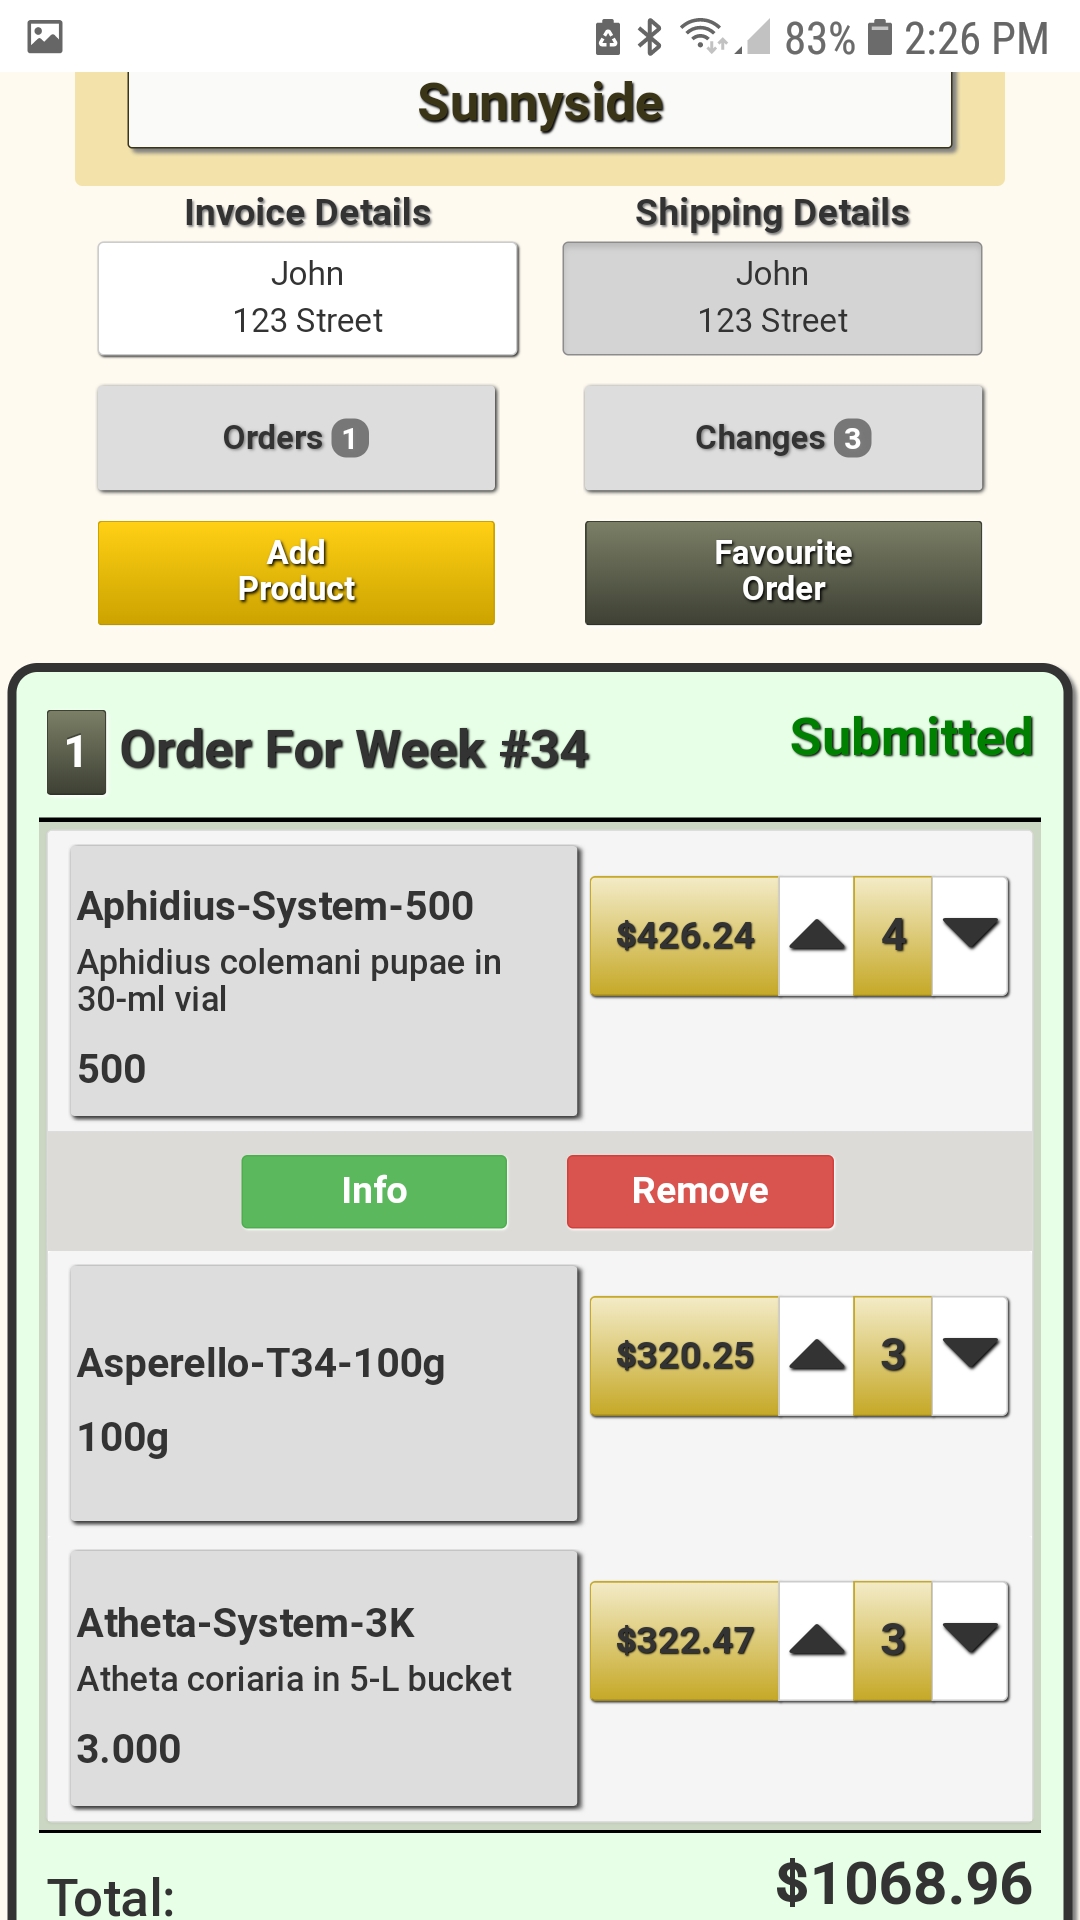 83% 2:26 PM
Sunnyside
Invoice Details
John
123 Street
Shipping Details
John
123 Street
Orders 1
Changes 3
Add
Product
Favourite
Order
1 Order For Week #34
Submitted
Aphidius-System-500
Aphidius colemani pupae in
30-ml vial
500
$426.24 4
Info
Remove
Asperello-T34-100g
100g
$320.25 3
Atheta-System-3K
Atheta coriaria in 5-L bucket
3.000
$322.47 3
Total: $1068.96